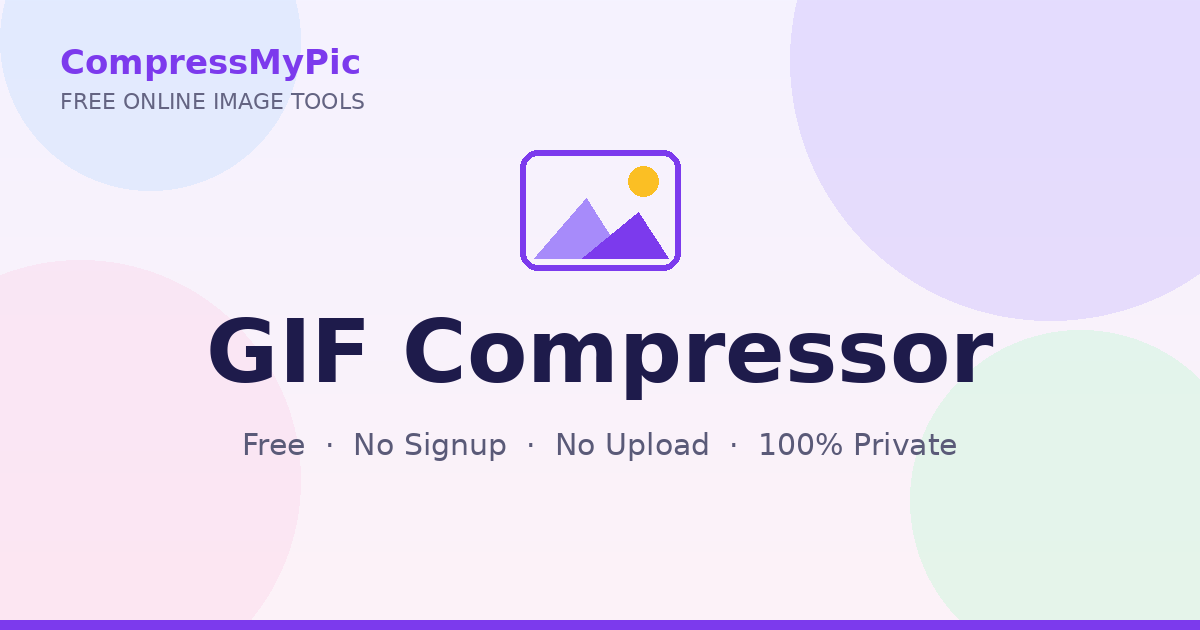 CompressMyPic
FREE ONLINE IMAGE TOOLS
GIF Compressor
Free · No Signup · No Upload · 100% Private